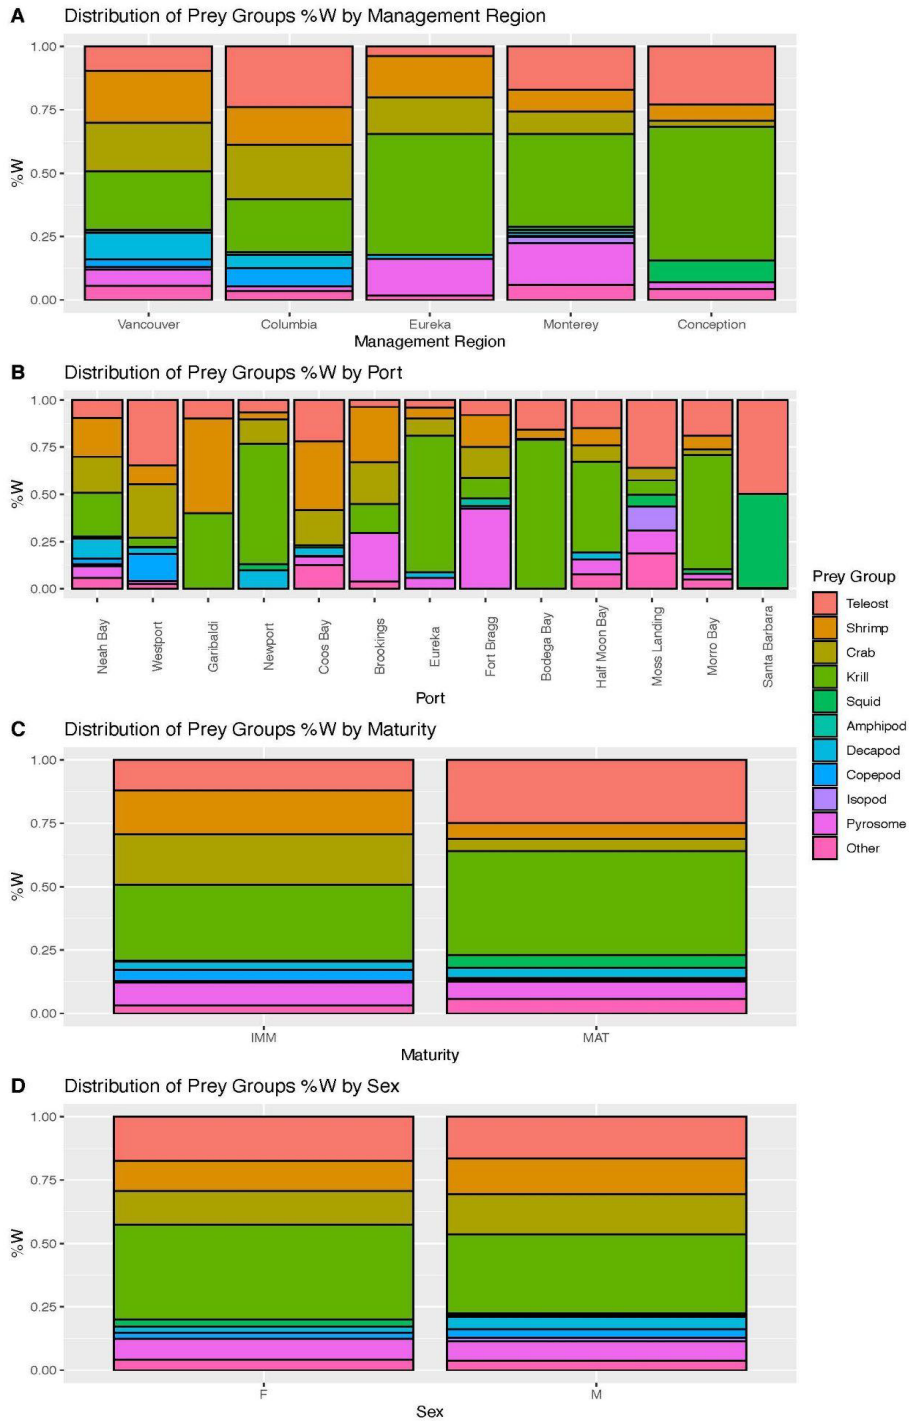 A Distribution of Prey Groups %W by Management Region
1.00
0.75
0.50
0.25
0.00
%W
Vancouver Columbia Eureka Monterey Conception
Management Region
B Distribution of Prey Groups %W by Port
1.00
0.75
0.50
0.25
0.00
%W
Neah Bay
Westport
Garibaldi
Newport
Coos Bay
Brookings
Eureka
Fort Bragg
Bodega Bay
Half Moon Bay
Moss Landing
Morro Bay
Santa Barbara
Port
Prey Group
Teleost
Shrimp
Crab
Krill
Squid
Amphipod
Decapod
Copepod
Isopod
Pyrosome
Other
C Distribution of Prey Groups %W by Maturity
1.00
0.75
0.50
0.25
0.00
%W
IMM MAT
Maturity
D Distribution of Prey Groups %W by Sex
1.00
0.75
0.50
0.25
0.00
%W
F M
Sex